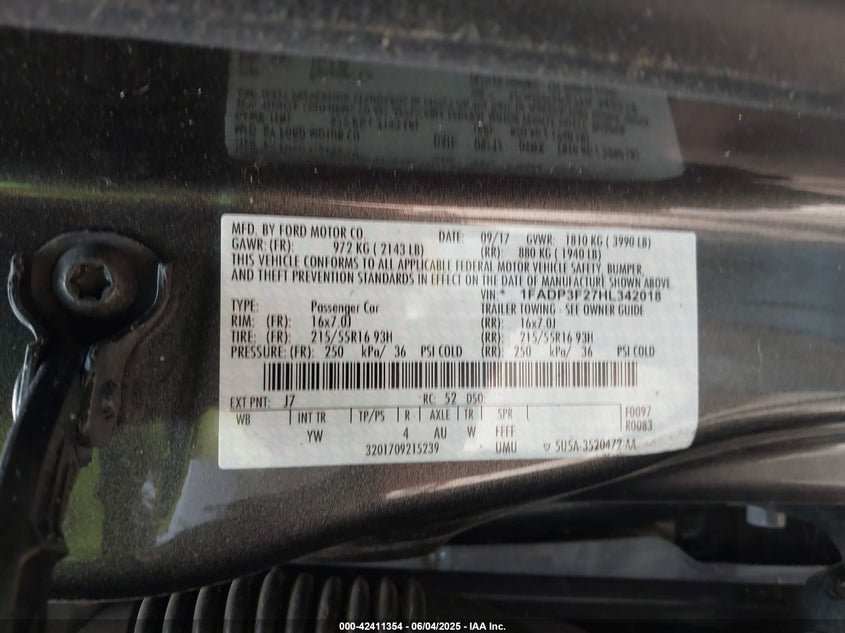 MFD. BY FORD MOTOR CO. DATE: 09/17 GVWR: 1810 KG ( 3990 LB)
GAWR: (FR): 972 KG ( 2143 LB) (RR): 880 KG ( 1940 LB)
THIS VEHICLE CONFORMS TO ALL APPLICABLE FEDERAL MOTOR VEHICLE SAFETY, BUMPER,
AND THEFT PREVENTION STANDARDS IN EFFECT ON THE DATE OF MANUFACTURE SHOWN ABOVE.
VIN: * 1FADP3F27HL342018
TYPE: Passenger Car TRAILER TOWING - SEE OWNER GUIDE
RIM: (FR): 16x7.0J (RR): 16x7.0J
TIRE: (FR): 215/55R16 93H (RR): 215/55R16 93H
PRESSURE: (FR): 250 kPa/ 36 PSI COLD (RR): 250 kPa/ 36 PSI COLD
EXT PNT: J7 RC: 52 DSO:
WB INT TR TP/PS R AXLE TR SPR F0097
YW 4 AU W FFFF R0083
3201709215239 UMU ▽ 5U5A-3520472-AA
000-42411354 - 06/04/2025 - IAA Inc.